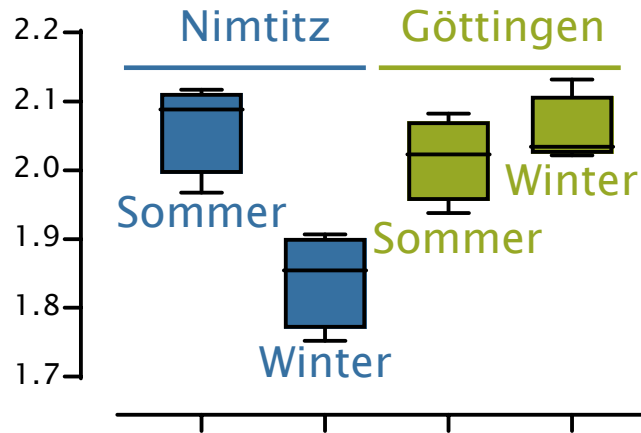 2.2
Nimtitz Göttingen
2.1
2.0
Winter
Sommer
Sommer
1.9
1.8
Winter
1.7